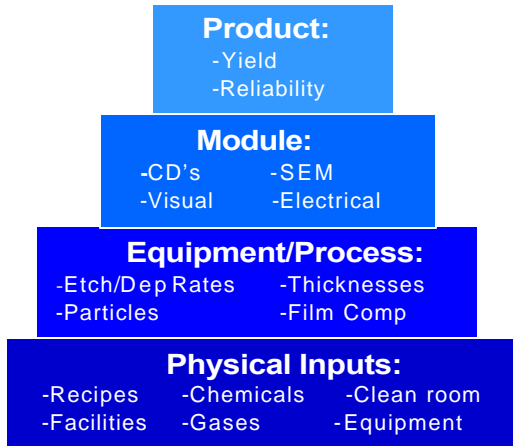 Product:
-Yield
-Reliability
Module:
-CD's -SEM
-Visual -Electrical
Equipment/Process:
-Etch/Dep Rates -Thicknesses
-Particles -Film Comp
Physical Inputs:
-Recipes -Chemicals -Clean room
-Facilities -Gases -Equipment